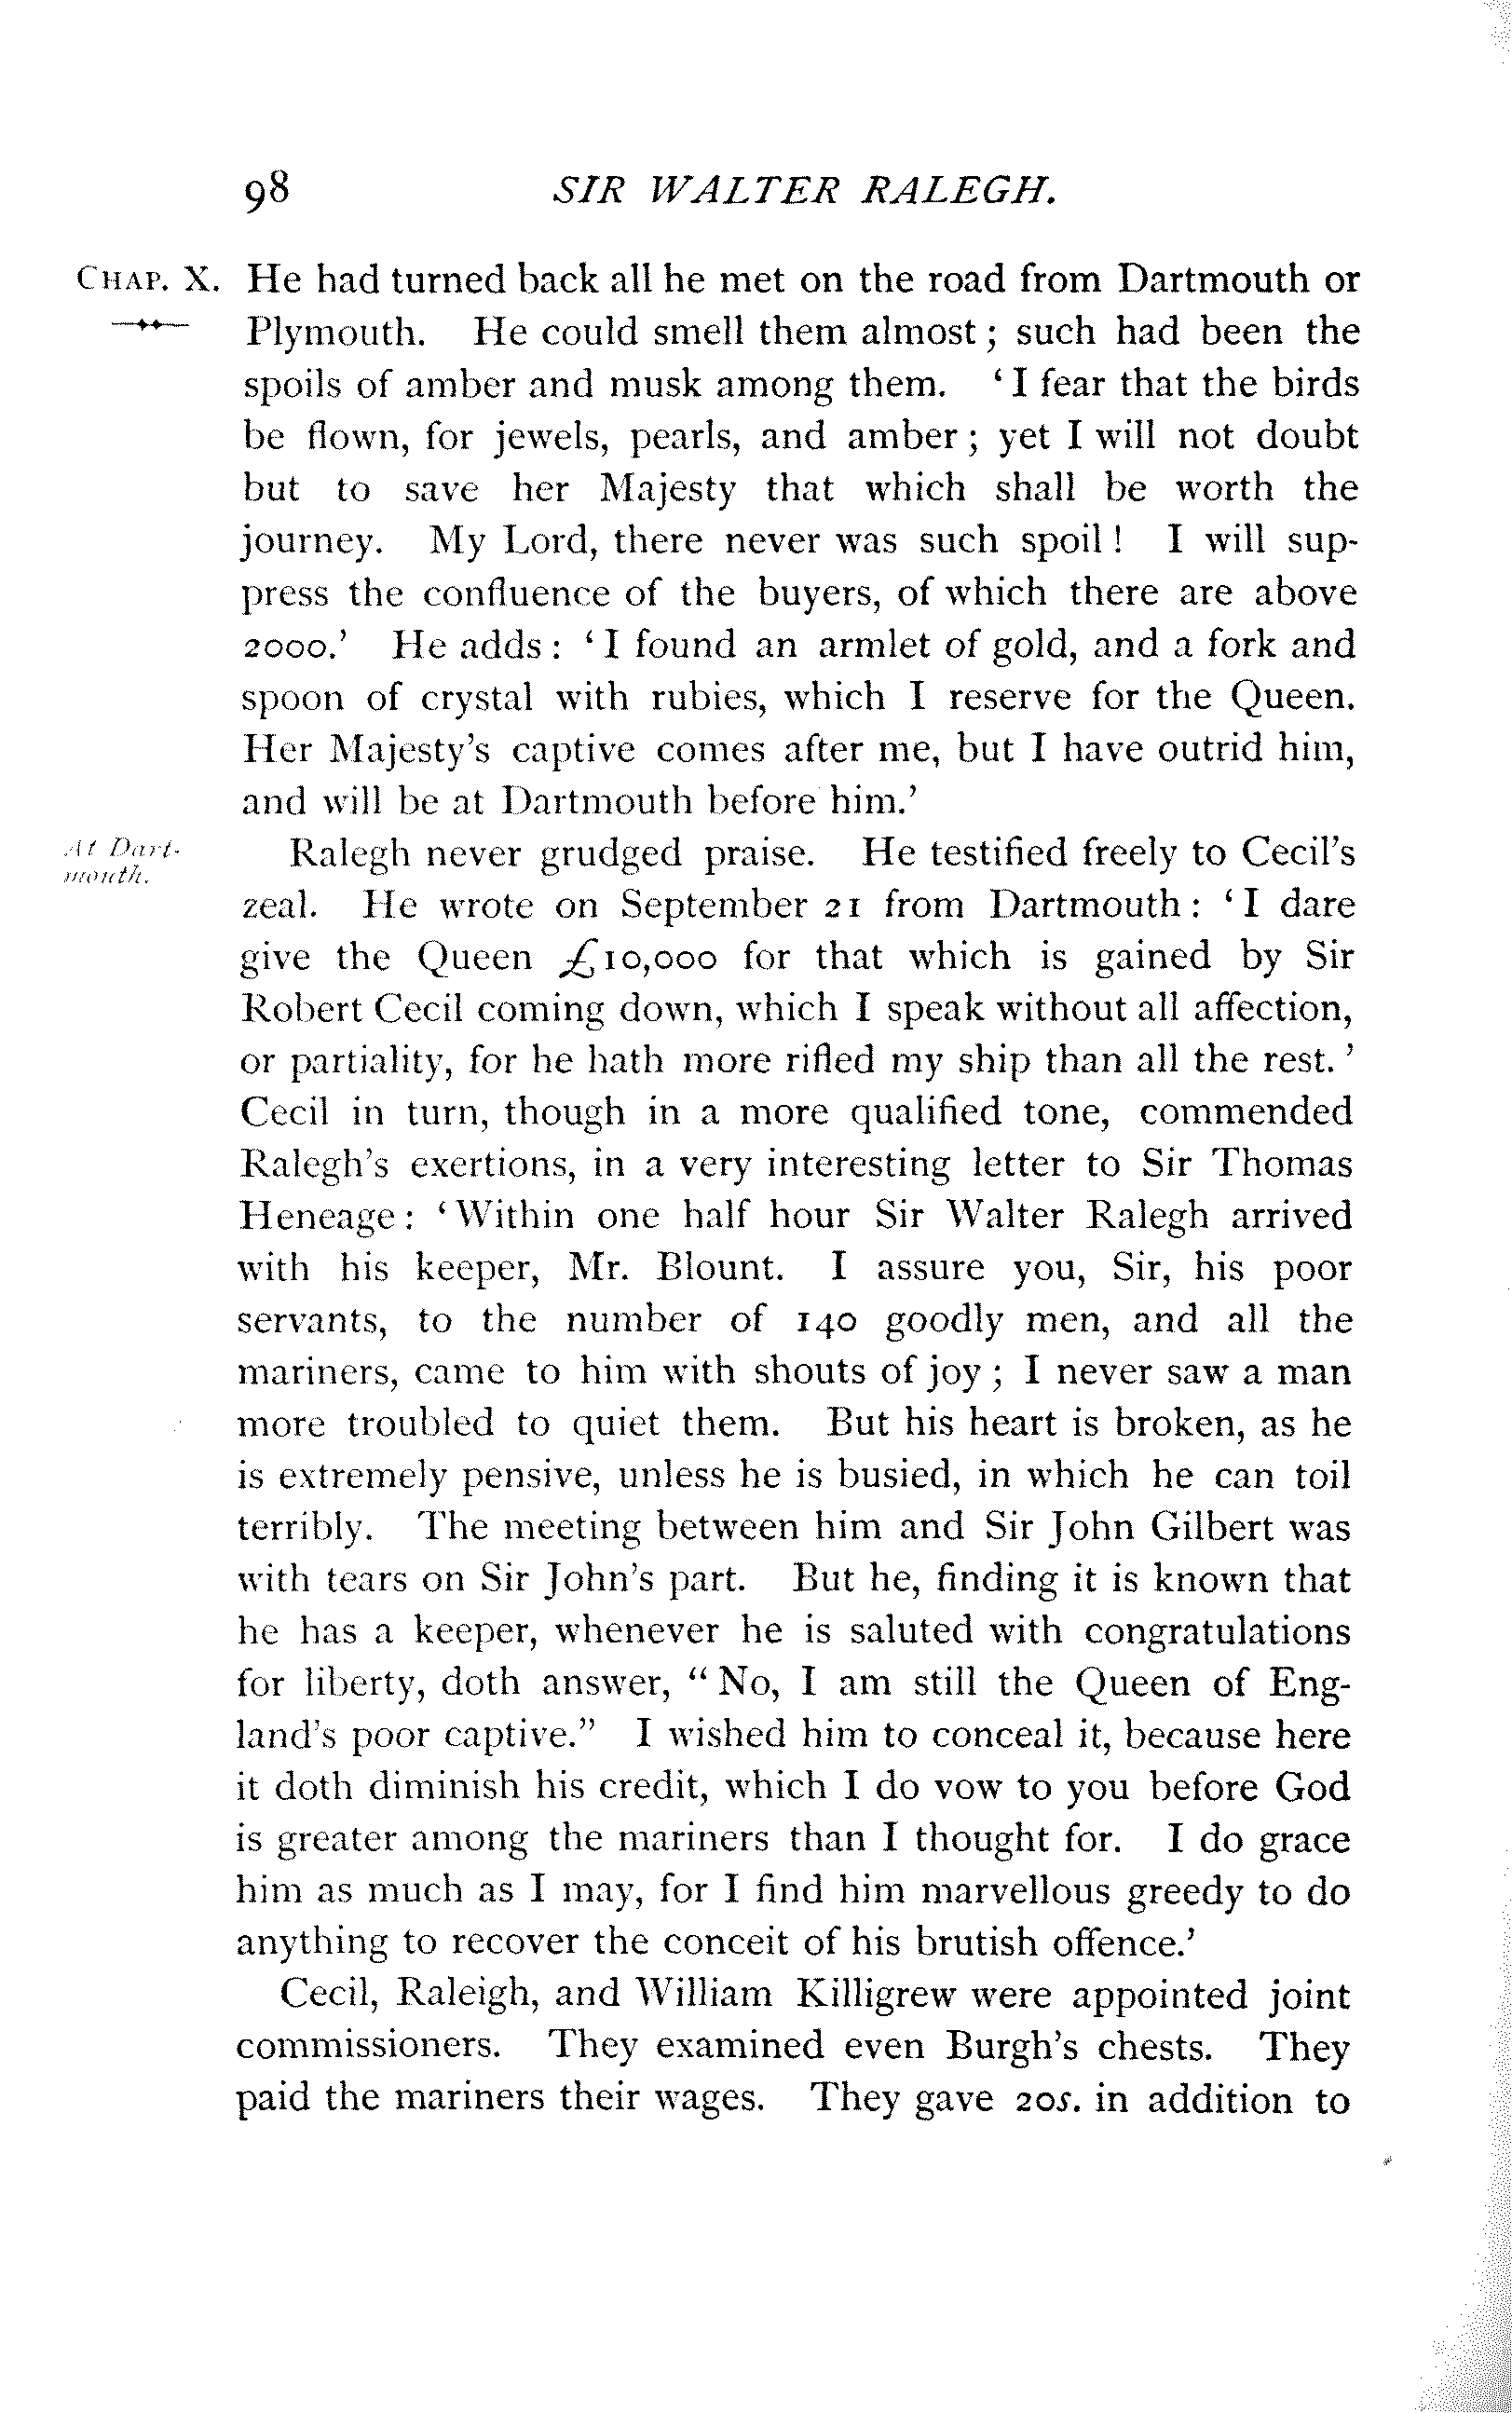 98 SIR WALTER RALEGH.
CHAP. X. He had turned back all he met on the road from Dartmouth or
Plymouth. He could smell them almost ; such had been the
spoils of amber and musk among them. ‘ I fear that the birds
be flown, for jewels, pearls, and amber ; yet I will not doubt
but to save her Majesty that which shall be worth the
journey. My Lord, there never was such spoil ! I will sup-
press the confluence of the buyers, of which there are above
2000.’ He adds : ‘ I found an armlet of gold, and a fork and
spoon of crystal with rubies, which I reserve for the Queen.
Her Majesty’s captive comes after me, but I have outrid him,
and will be at Dartmouth before him.’
At Dart-
mouth.
Ralegh never grudged praise. He testified freely to Cecil’s
zeal. He wrote on September 21 from Dartmouth : ‘ I dare
give the Queen £10,000 for that which is gained by Sir
Robert Cecil coming down, which I speak without all affection,
or partiality, for he hath more rifled my ship than all the rest. ’
Cecil in turn, though in a more qualified tone, commended
Ralegh’s exertions, in a very interesting letter to Sir Thomas
Heneage : ‘ Within one half hour Sir Walter Ralegh arrived
with his keeper, Mr. Blount. I assure you, Sir, his poor
servants, to the number of 140 goodly men, and all the
mariners, came to him with shouts of joy ; I never saw a man
more troubled to quiet them. But his heart is broken, as he
is extremely pensive, unless he is busied, in which he can toil
terribly. The meeting between him and Sir John Gilbert was
with tears on Sir John’s part. But he, finding it is known that
he has a keeper, whenever he is saluted with congratulations
for liberty, doth answer, “ No, I am still the Queen of Eng-
land’s poor captive.” I wished him to conceal it, because here
it doth diminish his credit, which I do vow to you before God
is greater among the mariners than I thought for. I do grace
him as much as I may, for I find him marvellous greedy to do
anything to recover the conceit of his brutish offence.’
Cecil, Raleigh, and William Killigrew were appointed joint
commissioners. They examined even Burgh’s chests. They
paid the mariners their wages. They gave 20s. in addition to